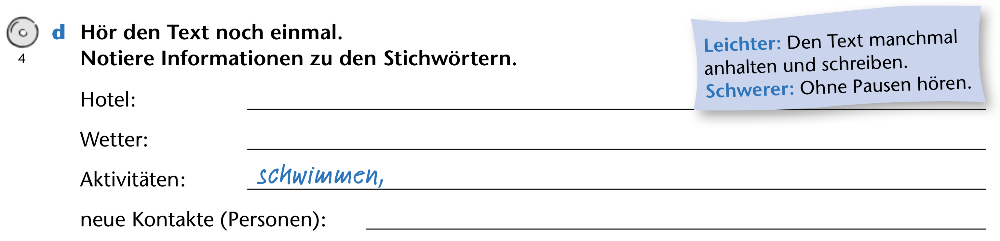 d Hör den Text noch einmal.
4 Notiere Informationen zu den Stichwörtern.
Leichter: Den Text manchmal
anhalten und schreiben.
Schwerer: Ohne Pausen hören.
Hotel:
Wetter:
Aktivitäten: schwimmen,
neue Kontakte (Personen):